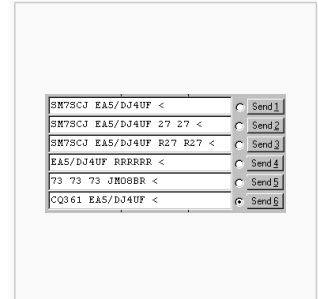 SM7SCJ EA5/DJ4UF < Send 1
SM7SCJ EA5/DJ4UF 27 27 < Send 2
SM7SCJ EA5/DJ4UF R27 R27 < Send 3
EA5/DJ4UF RRRRRR < Send 4
73 73 73 JM08BR < Send 5
CQ361 EA5/DJ4UF < Send 6